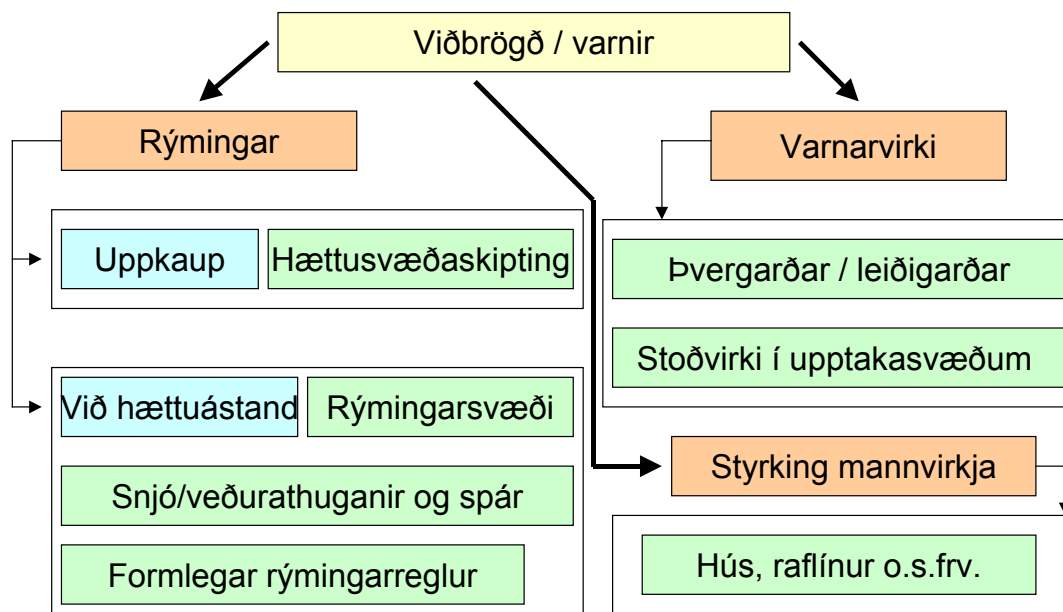 Viðbrögð / varnir
Rýmingar
Varnarvirki
Uppkaup
Hættusvæðaskipting
Þvergarðar / leiðigarðar
Stoðvirki í upptakasvæðum
Við hættuástand
Rýmingarsvæði
Styrking mannvirkja
Snjó/veðurathuganir og spár
Formlegar rýmingarreglur
Hús, raflínur o.s.frv.